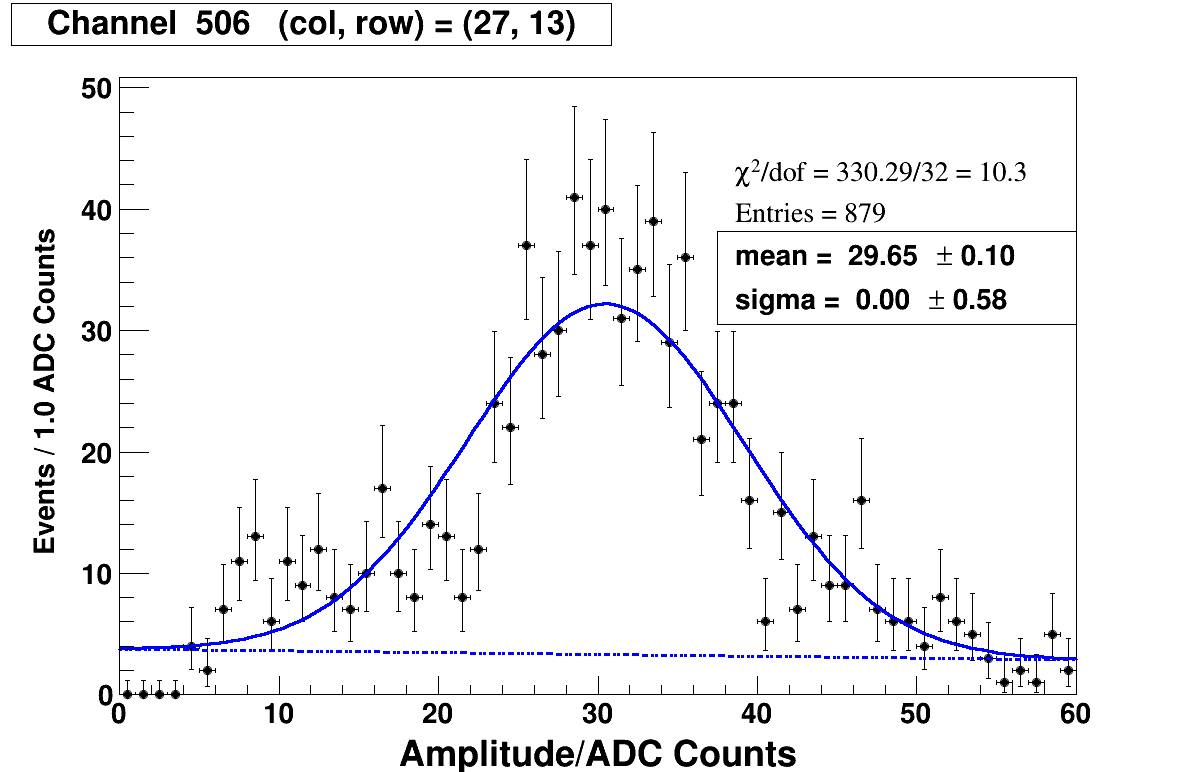 Channel 506 (col, row) = (27, 13)
50
40
30
20
10
0
Events / 1.0 ADC Counts
χ²/dof = 330.29/32 = 10.3
Entries = 879
mean = 29.65 ± 0.10
sigma = 0.00 ± 0.58
0 10 20 30 40 50 60
Amplitude/ADC Counts